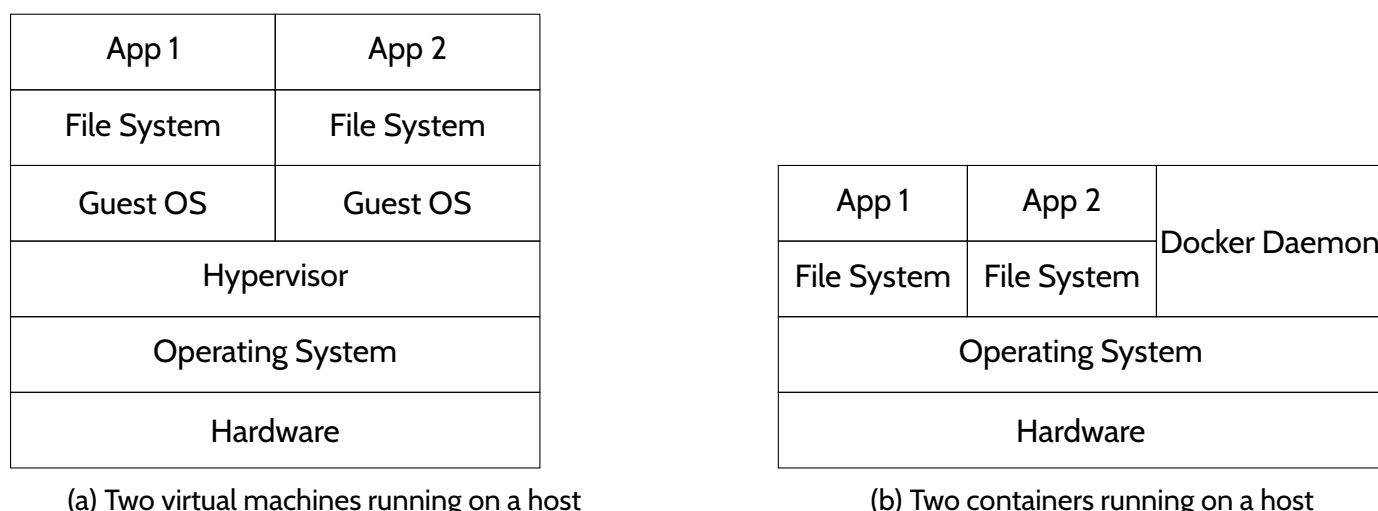 App 1
App 2
File System
File System
Guest OS
Guest OS
Hypervisor
Operating System
Hardware
(a) Two virtual machines running on a host
App 1
App 2
Docker Daemon
File System
File System
Operating System
Hardware
(b) Two containers running on a host